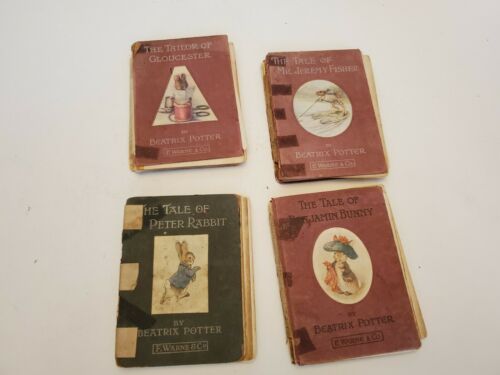 THE TAILOR OF
GLOUCESTER
BY
BEATRIX POTTER
F. WARNE & Co
THE TALE OF
MR. JEREMY FISHER
BY
BEATRIX POTTER
F. WARNE & Co
THE TALE OF
PETER RABBIT
BY
BEATRIX POTTER
F. WARNE & Co
THE TALE OF
BENJAMIN BUNNY
BY
BEATRIX POTTER
F. WARNE & Co